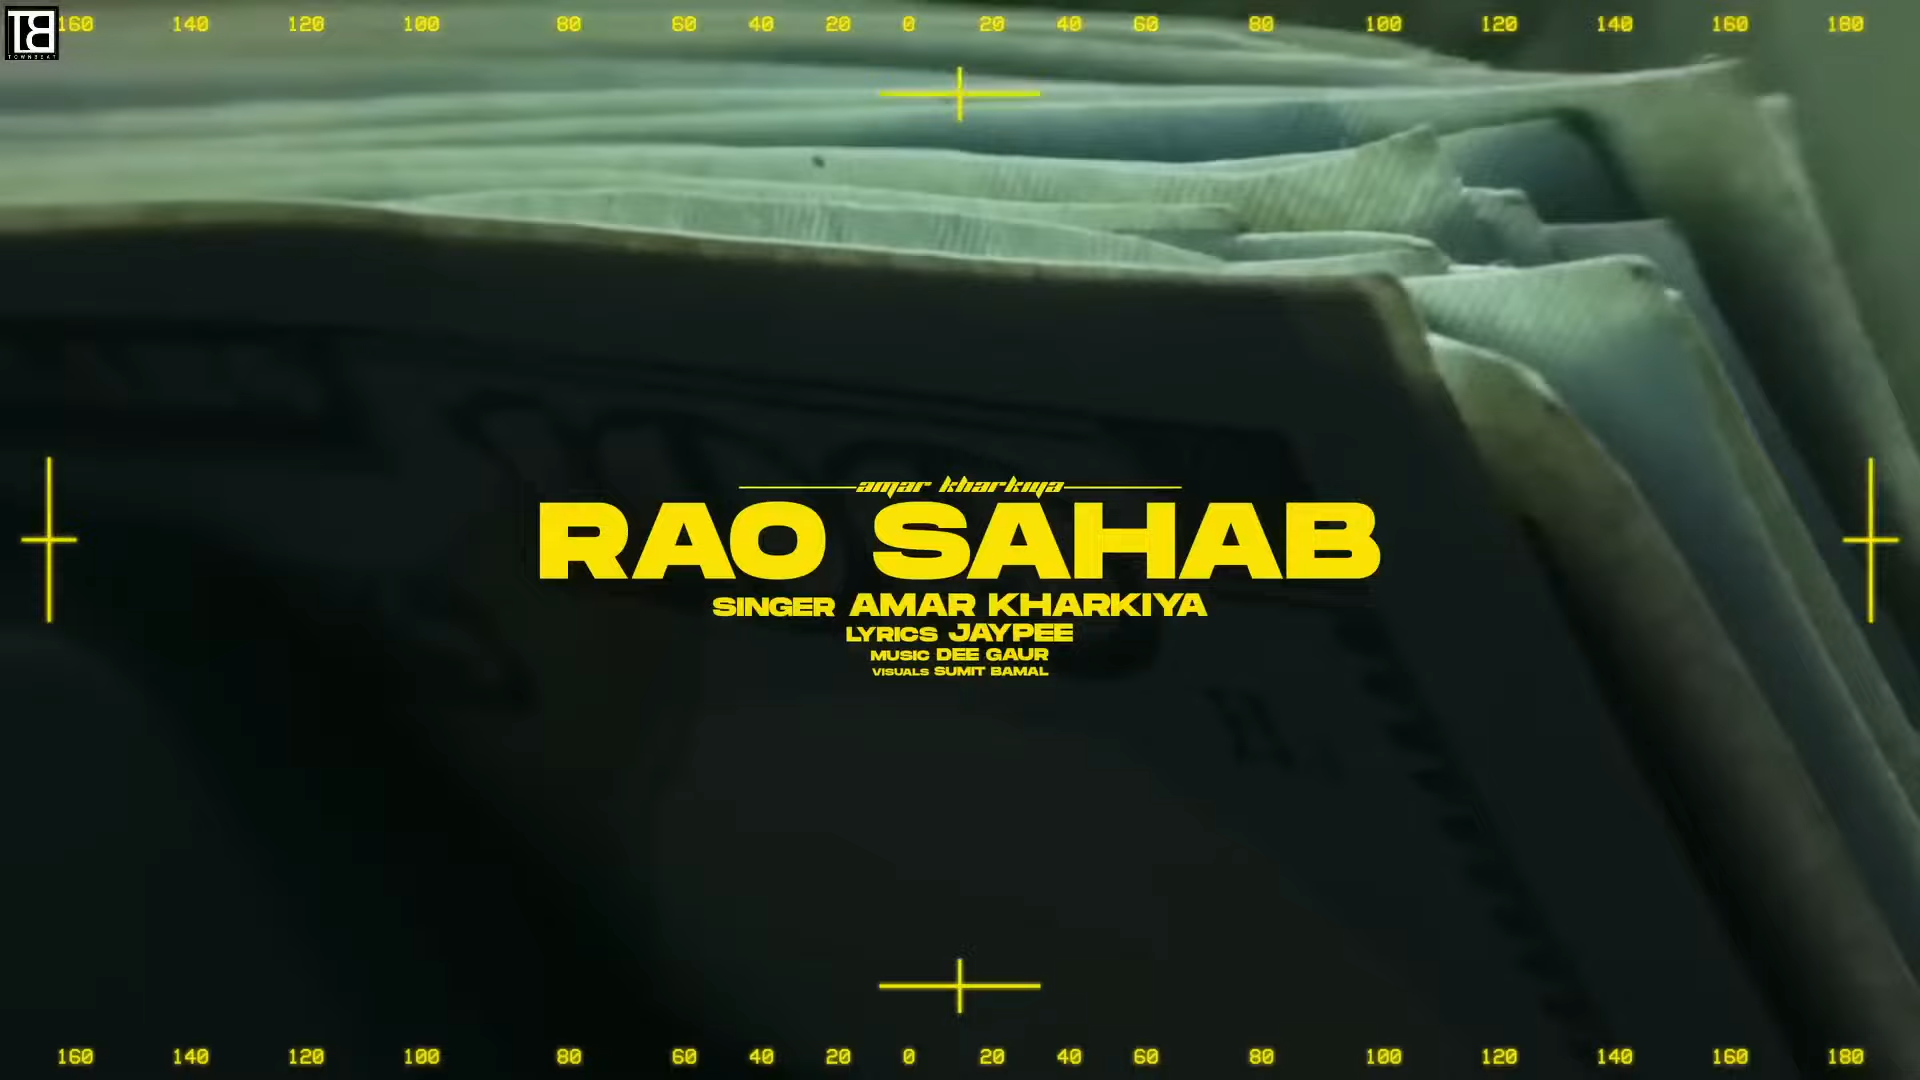 TB
TOWNBEAT
160 140 120 100 80 60 40 20 0 20 40 60 80 100 120 140 160 180
amar kharkiya
RAO SAHAB
SINGER AMAR KHARKIYA
LYRICS JAYPEE
MUSIC DEE GAUR
VISUALS SUMIT BAMAL
160 140 120 100 80 60 40 20 0 20 40 60 80 100 120 140 160 180